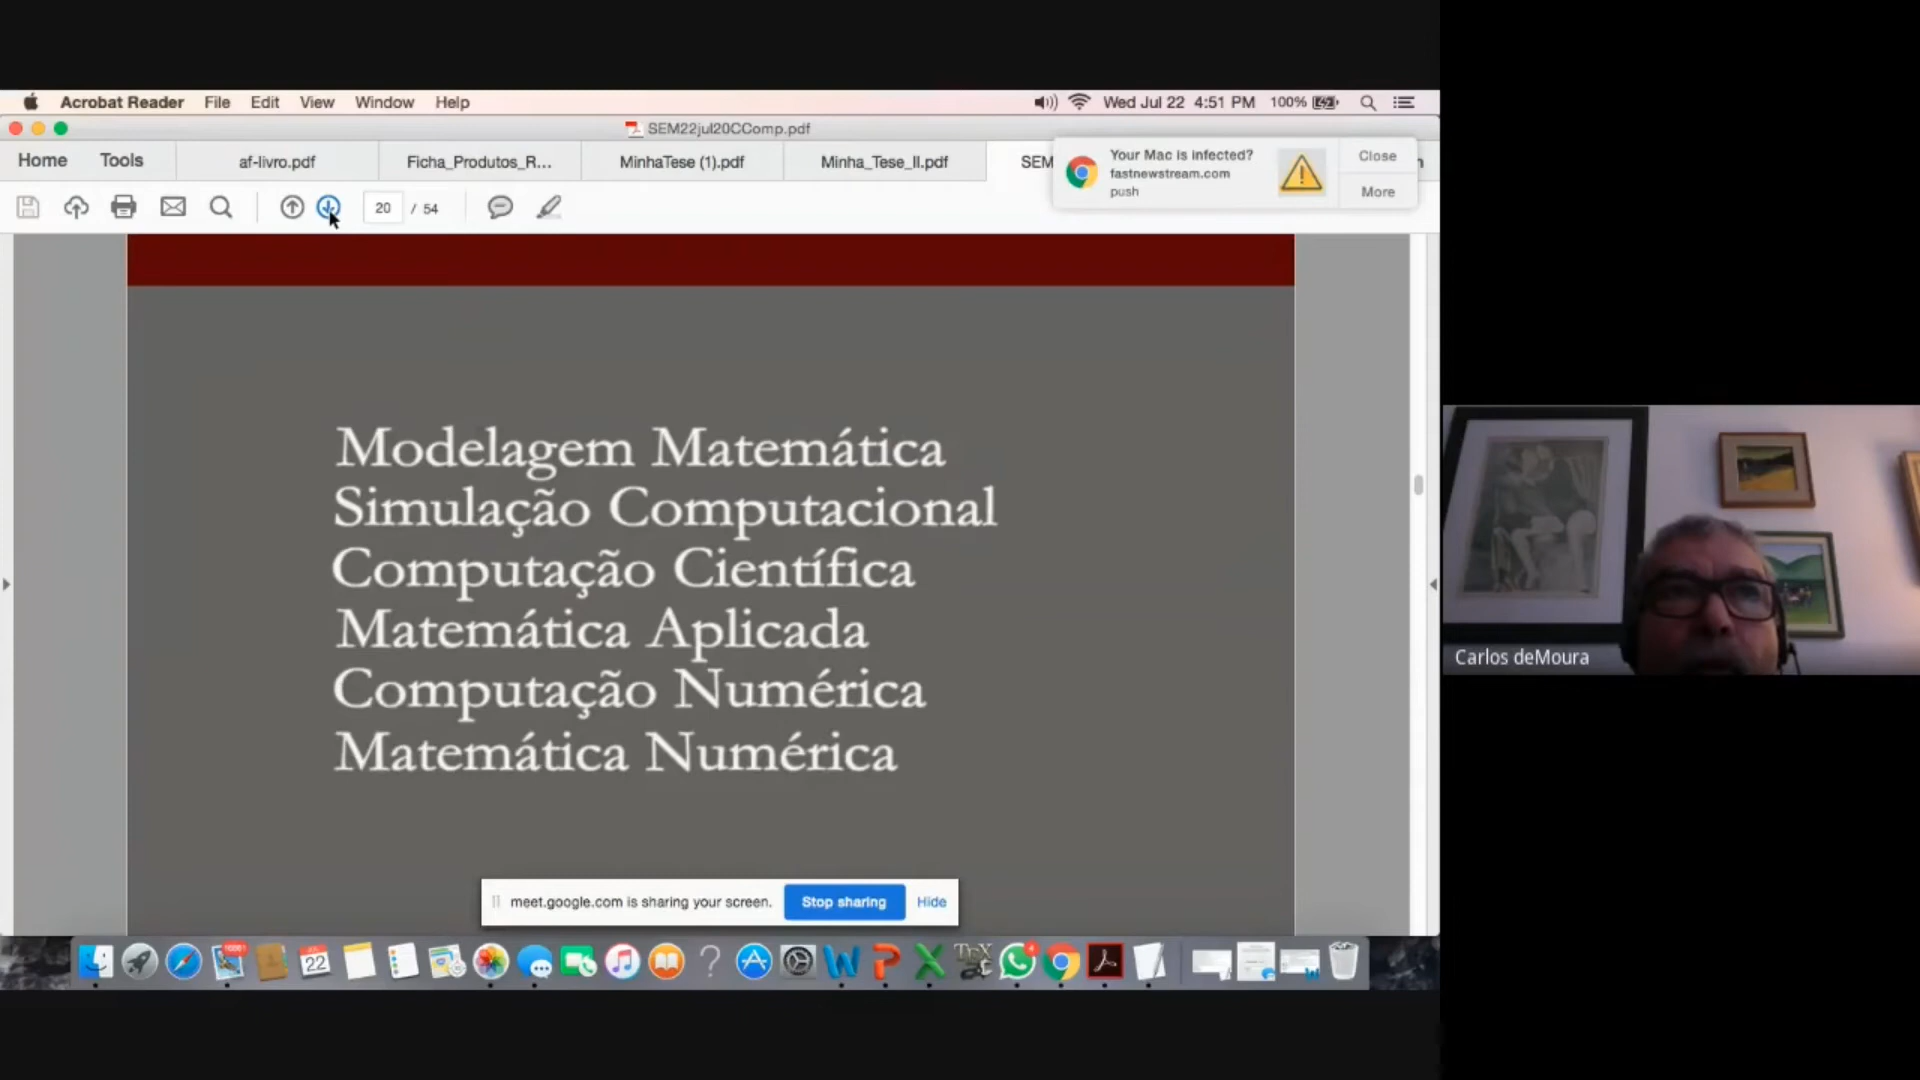 Acrobat Reader File Edit View Window Help
Wed Jul 22 4:51 PM 100%
SEM22jul20CComp.pdf
Home Tools af-livro.pdf Ficha_Produtos_R... MinhaTese (1).pdf Minha_Tese_II.pdf SEM
Your Mac is infected?
fastnewstream.com
push
Close
More
20 / 54
Modelagem Matemática
Simulação Computacional
Computação Científica
Matemática Aplicada
Computação Numérica
Matemática Numérica
Carlos deMoura
meet.google.com is sharing your screen. Stop sharing Hide
22